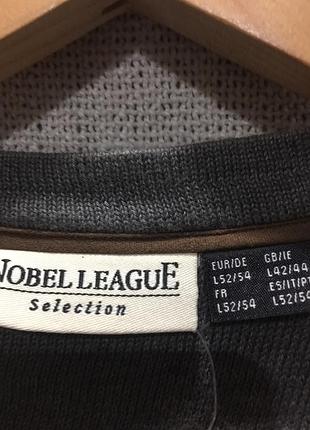 NOBEL LEAGUE
Selection
EUR/DE GB/IE
L52/54 L42/44
FR ES/IT/PT
L52/54 L52/54